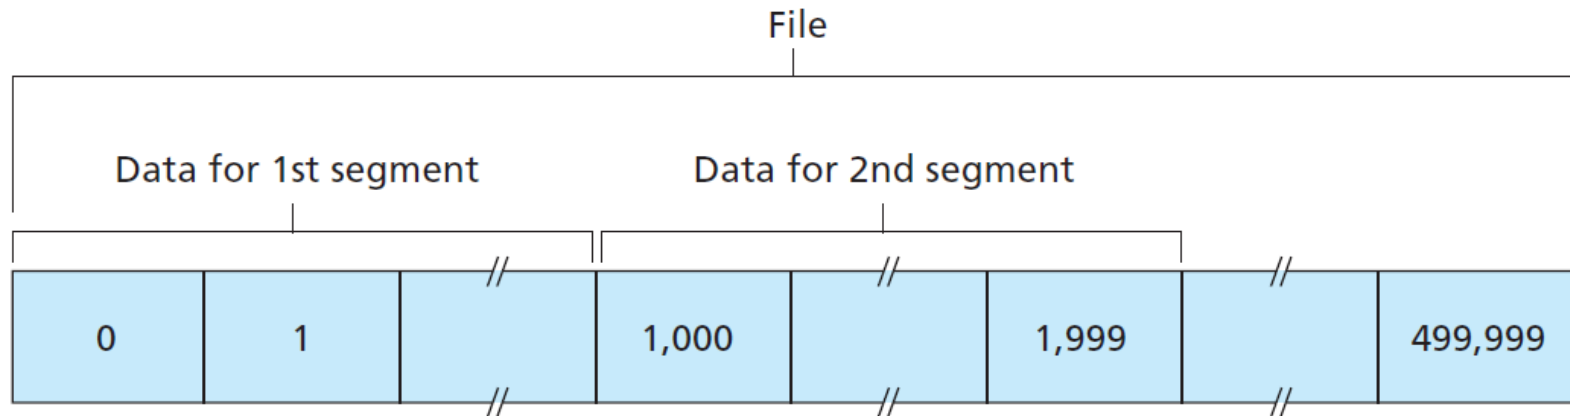 File
Data for 1st segment
Data for 2nd segment
0
1
1,000
1,999
499,999